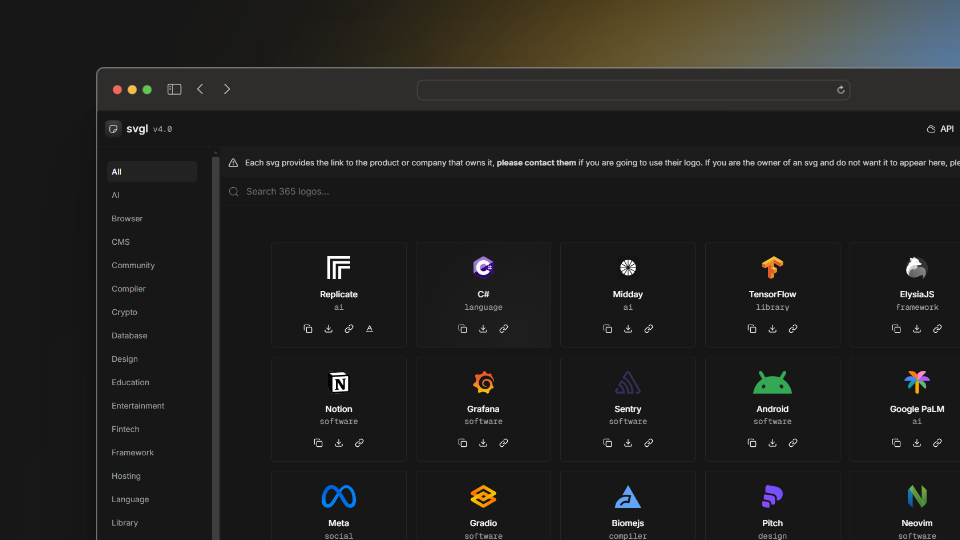 svgl v4.0
API
Each svg provides the link to the product or company that owns it, please contact them if you are going to use their logo. If you are the owner of an svg and do not want it to appear here, ple
Search 365 logos...
All
AI
Browser
CMS
Community
Compiler
Crypto
Database
Design
Education
Entertainment
Fintech
Framework
Hosting
Language
Library
Replicate
ai
C#
language
Midday
ai
TensorFlow
library
ElysiaJS
framework
Notion
software
Grafana
software
Sentry
software
Android
software
Google PaLM
ai
Meta
social
Gradio
software
Biomejs
compiler
Pitch
design
Neovim
software